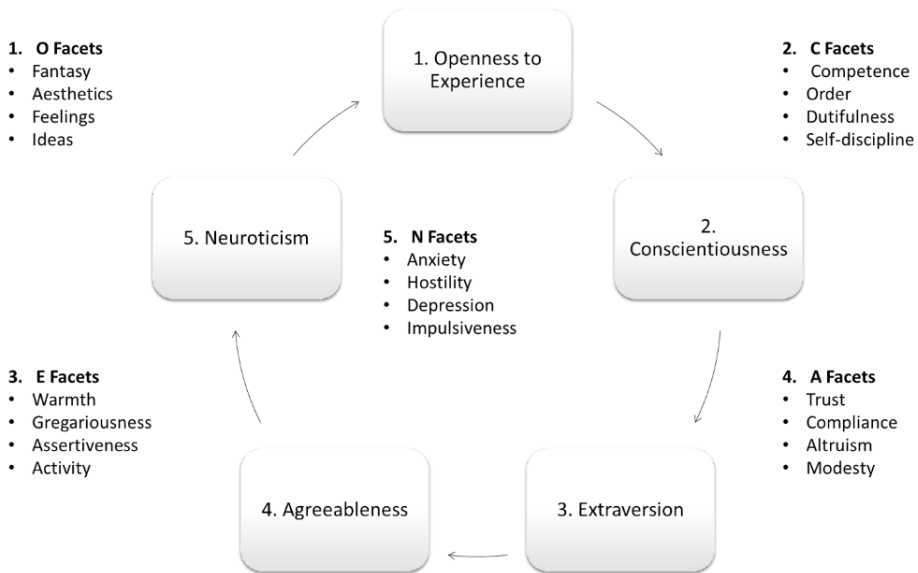 1. O Facets
• Fantasy
• Aesthetics
• Feelings
• Ideas
1. Openness to
Experience
2. C Facets
• Competence
• Order
• Dutifulness
• Self-discipline
5. Neuroticism
5. N Facets
• Anxiety
• Hostility
• Depression
• Impulsiveness
2.
Conscientiousness
3. E Facets
• Warmth
• Gregariousness
• Assertiveness
• Activity
4. Agreeableness
3. Extraversion
4. A Facets
• Trust
• Compliance
• Altruism
• Modesty